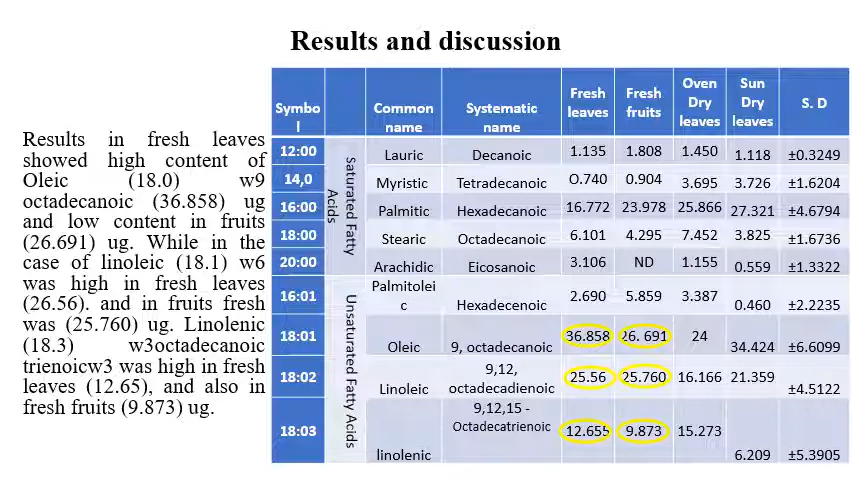 Results and discussion
Results in fresh leaves
showed high content of
Oleic (18.0) w9
octadecanoic (36.858) ug
and low content in fruits
(26.691) ug. While in the
case of linoleic (18.1) w6
was high in fresh leaves
(26.56). and in fruits fresh
was (25.760) ug. Linolenic
(18.3) w3octadecanoic
trienoicw3 was high in fresh
leaves (12.65), and also in
fresh fruits (9.873) ug.
Symbo
l
Common
name
Systematic
name
Fresh
leaves
Fresh
fruits
Oven
Dry
leaves
Sun
Dry
leaves
S. D
Saturated Fatty
Acids
12:00 Lauric Decanoic 1.135 1.808 1.450 1.118 ±0.3249
14,0 Myristic Tetradecanoic O.740 0.904 3.695 3.726 ±1.6204
16:00 Palmitic Hexadecanoic 16.772 23.978 25.866 27.321 ±4.6794
18:00 Stearic Octadecanoic 6.101 4.295 7.452 3.825 ±1.6736
20:00 Arachidic Eicosanoic 3.106 ND 1.155 0.559 ±1.3322
Unsaturated Fatty Acids
16:01 Palmitolei
c Hexadecenoic 2.690 5.859 3.387 0.460 ±2.2235
18:01 Oleic 9, octadecanoic 36.858 26. 691 24 34.424 ±6.6099
18:02 Linoleic 9,12,
octadecadienoic 25.56 25.760 16.166 21.359 ±4.5122
18:03 linolenic 9,12,15 -
Octadecatrienoic 12.655 9.873 15.273 6.209 ±5.3905